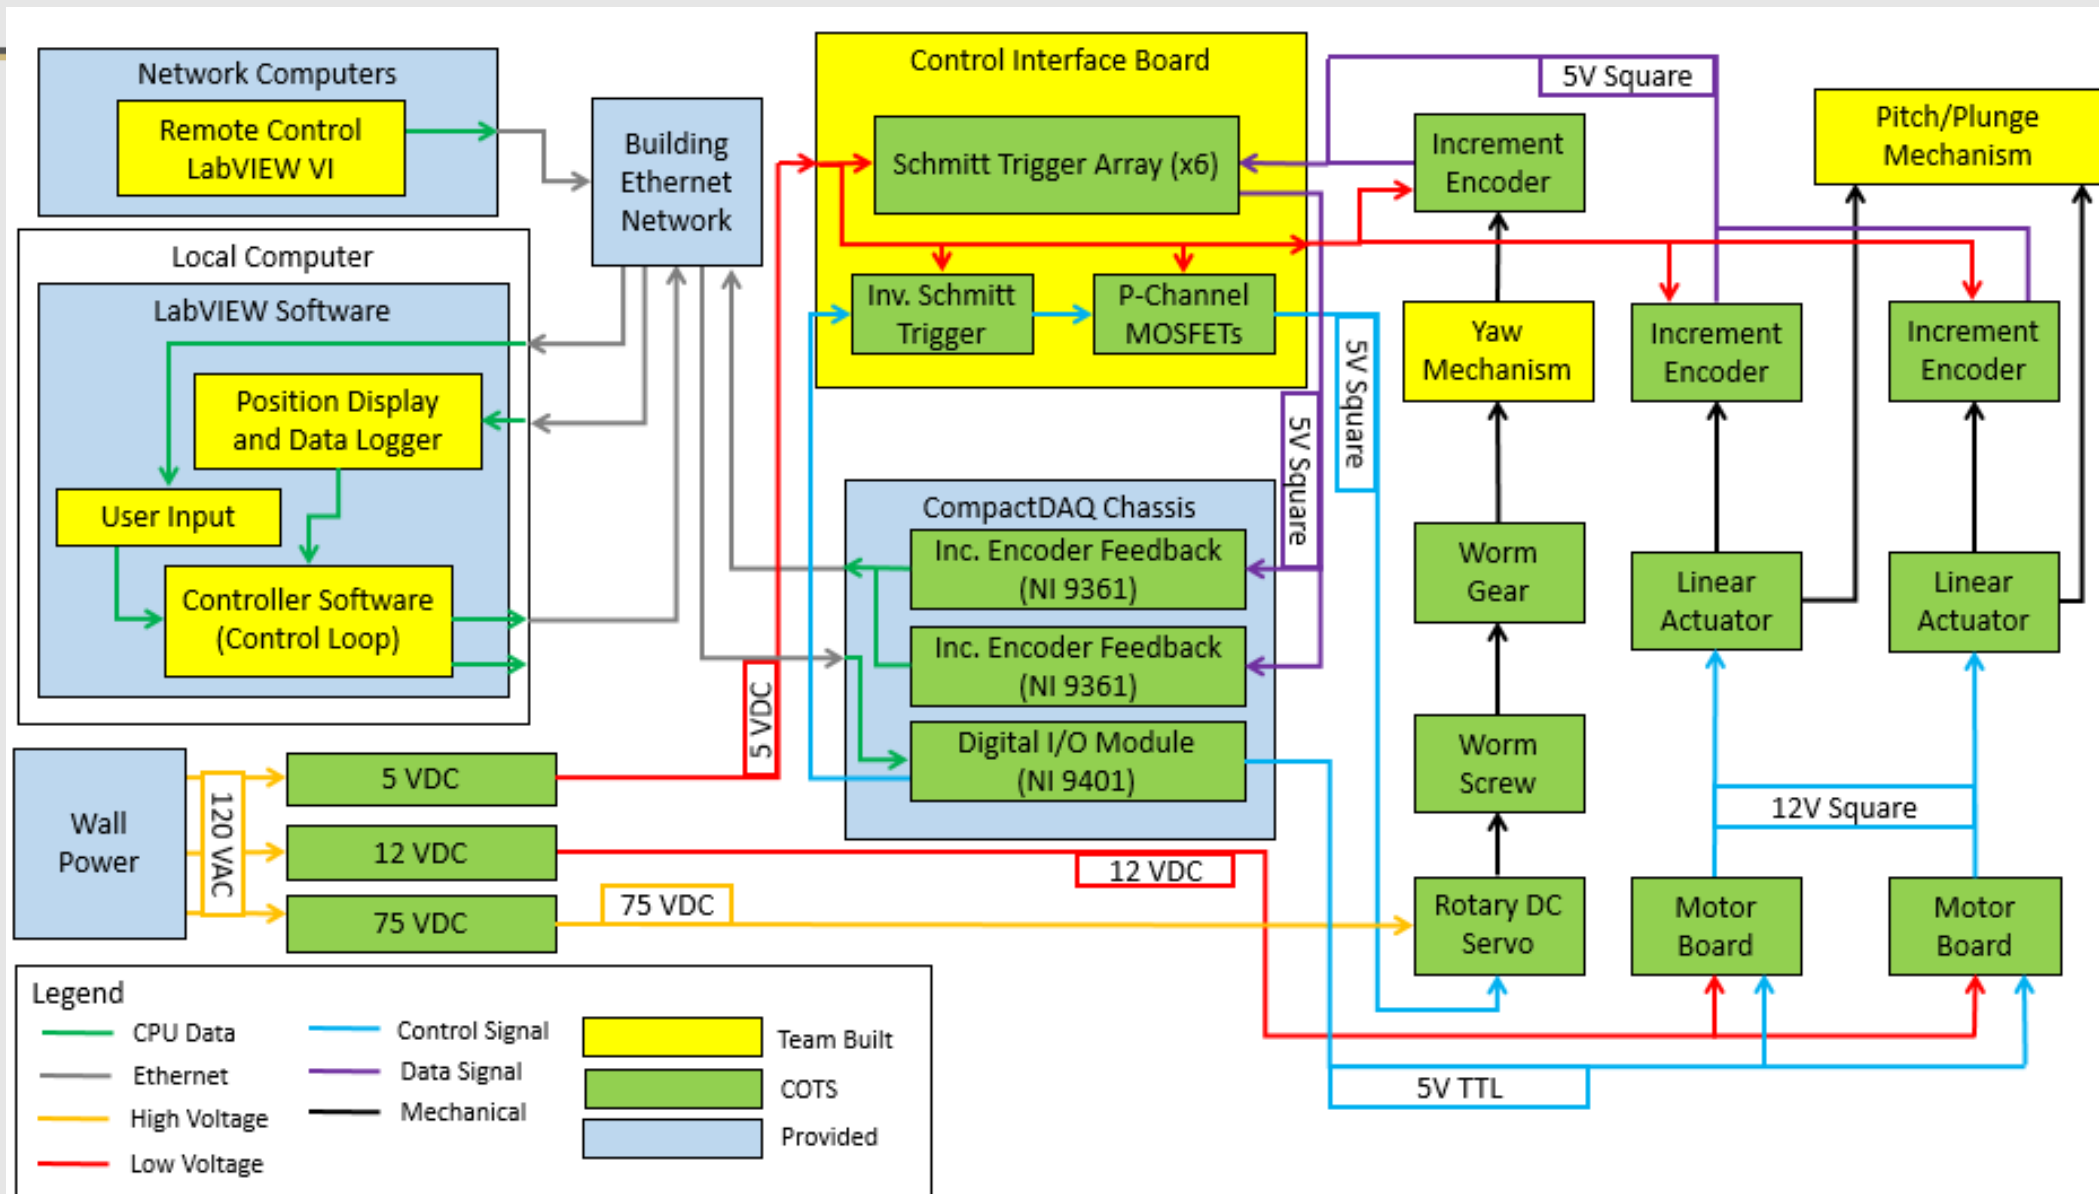 Network Computers
Remote Control
LabVIEW VI
Building
Ethernet
Network
Local Computer
LabVIEW Software
Position Display
and Data Logger
User Input
Controller Software
(Control Loop)
Control Interface Board
Schmitt Trigger Array (x6)
Inv. Schmitt
Trigger
P-Channel
MOSFETs
5V Square
5V Square
5V Square
Increment
Encoder
Pitch/Plunge
Mechanism
Yaw
Mechanism
Increment
Encoder
Increment
Encoder
CompactDAQ Chassis
Inc. Encoder Feedback
(NI 9361)
Inc. Encoder Feedback
(NI 9361)
Digital I/O Module
(NI 9401)
Worm
Gear
Linear
Actuator
Linear
Actuator
Worm
Screw
12V Square
Rotary DC
Servo
Motor
Board
Motor
Board
5V TTL
Wall
Power
120 VAC
5 VDC
12 VDC
75 VDC
5 VDC
12 VDC
75 VDC
Legend
CPU Data
Ethernet
High Voltage
Low Voltage
Control Signal
Data Signal
Mechanical
Team Built
COTS
Provided